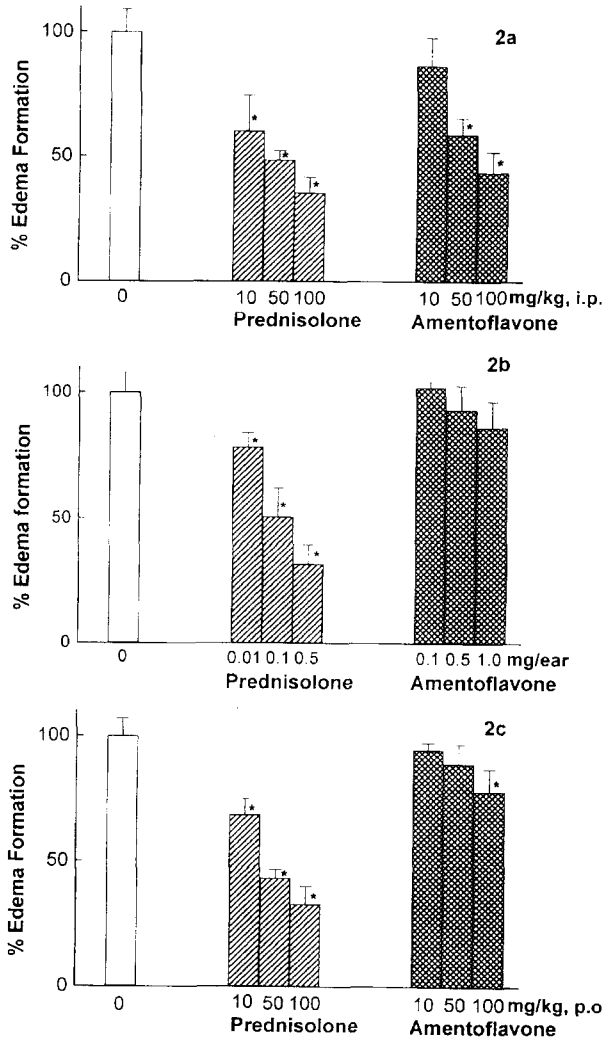 2a
% Edema Formation
100
50
0
0 10 50 100 10 50 100 mg/kg, i.p.
Prednisolone Amentoflavone
2b
% Edema formation
100
50
0
0 0.01 0.1 0.5 0.1 0.5 1.0 mg/ear
Prednisolone Amentoflavone
2c
% Edema Formation
100
50
0
0 10 50 100 10 50 100 mg/kg, p.o
Prednisolone Amentoflavone